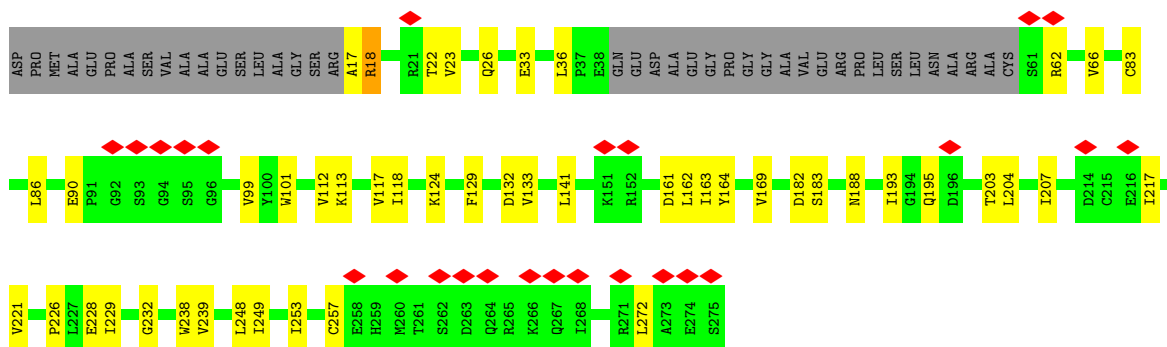 ASP PRO MET ALA GLU PRO ALA SER VAL ALA ALA GLU SER LEU ALA GLY SER ARG A17 R18 R21 T22 V23 Q26 E33 L36 P37 E38 GLN GLU ASP ALA GLU GLY PRO GLY GLY ALA VAL GLU ARG PRO LEU SER LEU ASN ALA ARG ALA CYS S61 R62 V66 C83
L86 E90 P91 G92 S93 G94 S95 G96 V99 Y100 W101 V112 K113 V117 I118 K124 F129 D132 V133 L141 K151 R152 D161 L162 I163 Y164 V169 D182 S183 N188 I193 G194 Q195 D196 T203 L204 I207 D214 C215 E216 I217
V221 P226 L227 E228 I229 G232 W238 V239 L248 I249 I253 C257 E258 H259 M260 T261 S262 D263 Q264 R265 K266 Q267 I268 R271 L272 A273 E274 S275